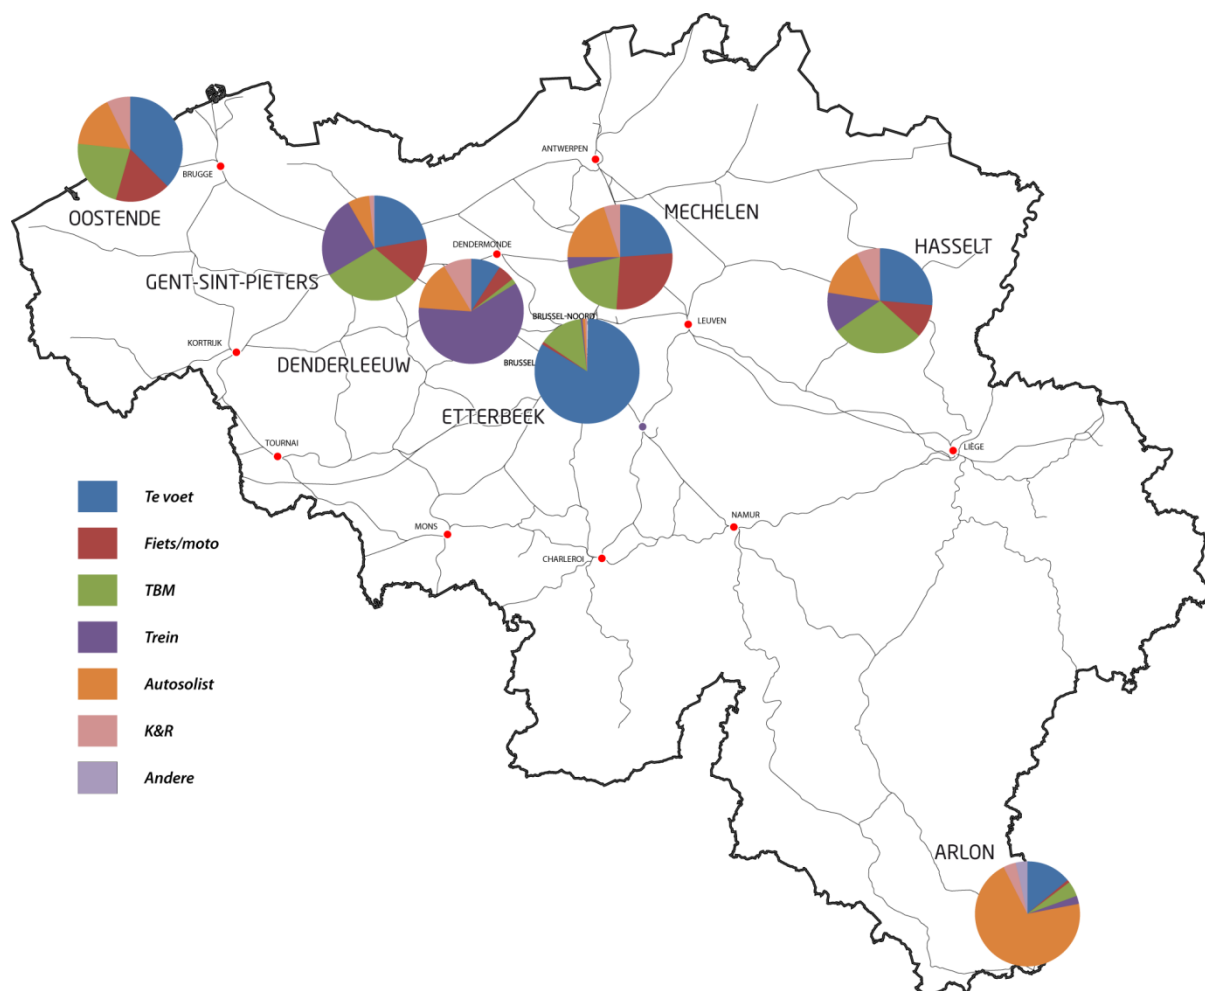 ANTWERPEN
BRUGGE
OOSTENDE
MECHELEN
HASSELT
DENDERMONDE
GENT-SINT-PIETERS
BRUSSEL-NOORD
LEUVEN
KORTRIJK
DENDERLEEUW
BRUSSEL
ETTERBEEK
TOURNAI
LIÈGE
Te voet
MONS
NAMUR
Fiets/moto
CHARLEROI
TBM
Trein
Autosolist
K&R
Andere
ARLON